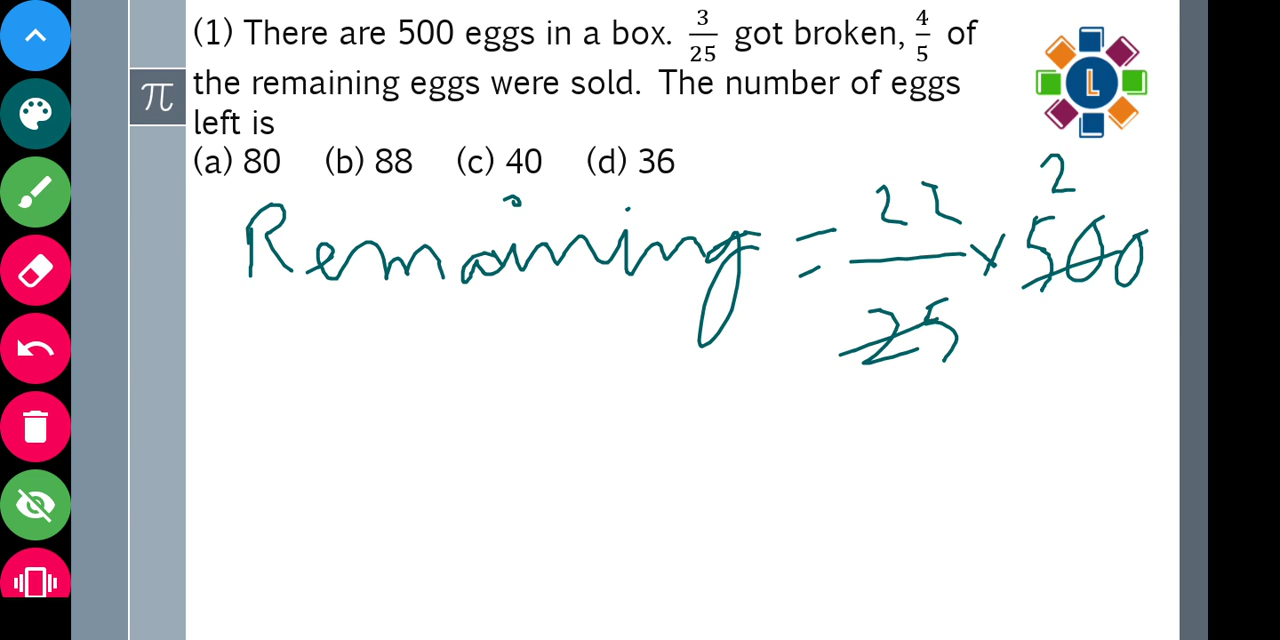 (1) There are 500 eggs in a box. 3/25 got broken, 4/5 of
the remaining eggs were sold. The number of eggs
left is
(a) 80 (b) 88 (c) 40 (d) 36
π
L
2
Remaining = 22/25 × 500